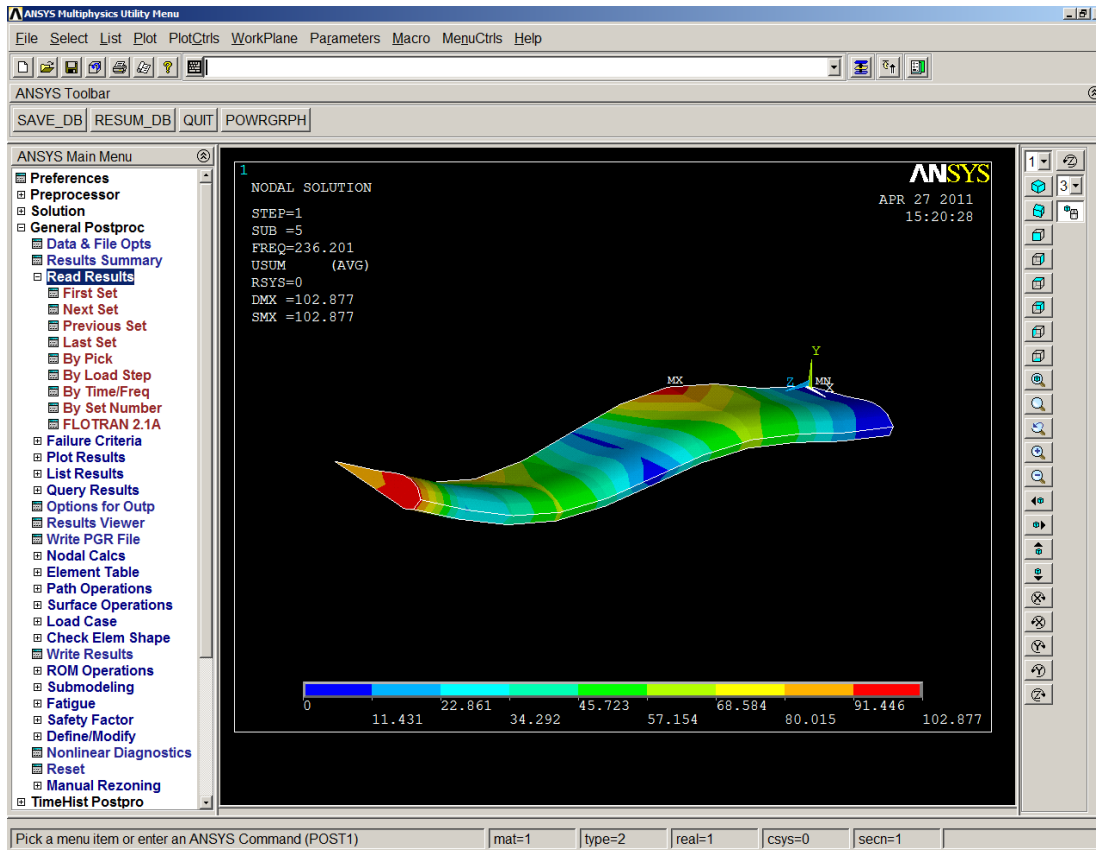 ANSYS Multiphysics Utility Menu
File Select List Plot PlotCtrls WorkPlane Parameters Macro MenuCtrls Help
ANSYS Toolbar
SAVE_DB RESUM_DB QUIT POWRGRPH
ANSYS Main Menu
Preferences
Preprocessor
Solution
General Postproc
Data & File Opts
Results Summary
Read Results
First Set
Next Set
Previous Set
Last Set
By Pick
By Load Step
By Time/Freq
By Set Number
FLOTRAN 2.1A
Failure Criteria
Plot Results
List Results
Query Results
Options for Outp
Results Viewer
Write PGR File
Nodal Calcs
Element Table
Path Operations
Surface Operations
Load Case
Check Elem Shape
Write Results
ROM Operations
Submodeling
Fatigue
Safety Factor
Define/Modify
Nonlinear Diagnostics
Reset
Manual Rezoning
TimeHist Postpro
1
NODAL SOLUTION
STEP=1
SUB =5
FREQ=236.201
USUM (AVG)
RSYS=0
DMX =102.877
SMX =102.877
ANSYS
APR 27 2011
15:20:28
Y
MX Z MN X
0 22.861 45.723 68.584 91.446
11.431 34.292 57.154 80.015 102.877
1
3
Pick a menu item or enter an ANSYS Command (POST1) mat=1 type=2 real=1 csys=0 secn=1